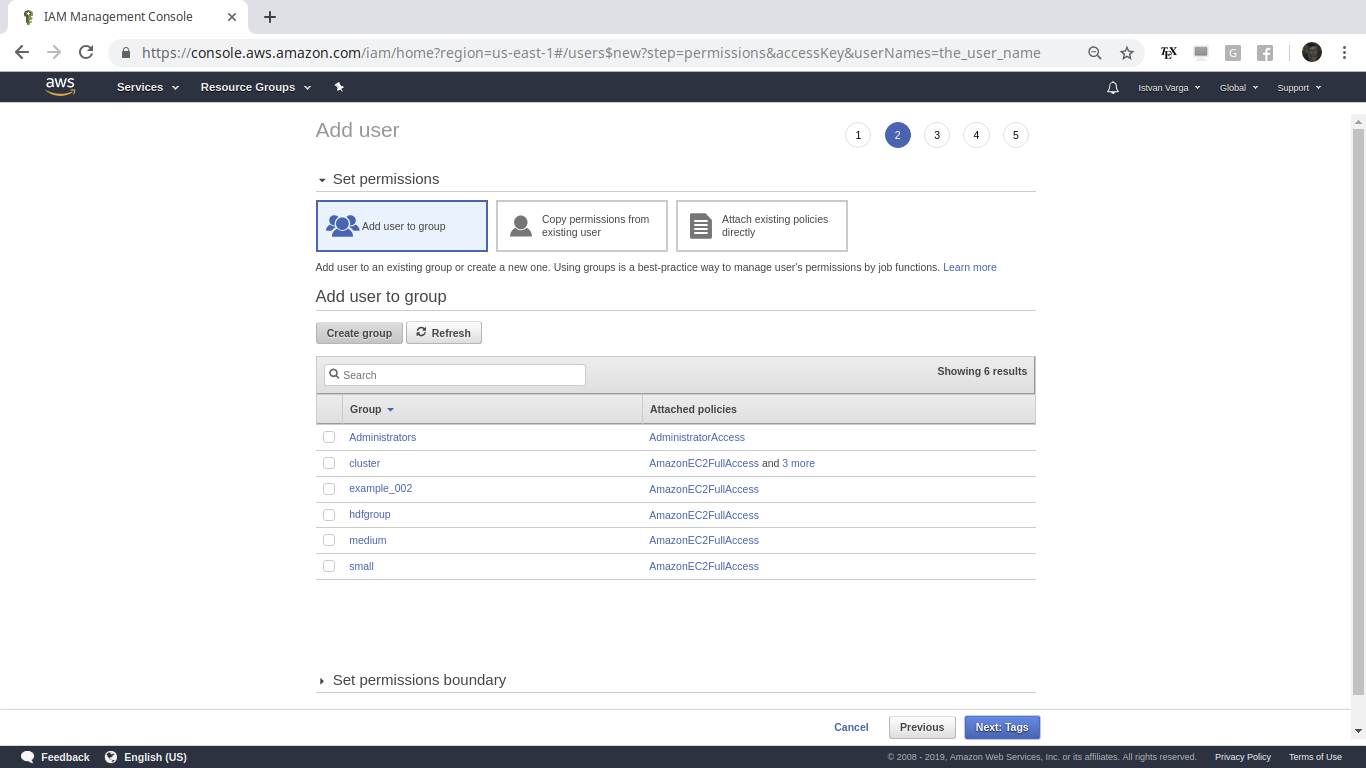 IAM Management Console
https://console.aws.amazon.com/iam/home?region=us-east-1#/users$new?step=permissions&accessKey&userNames=the_user_name
TEX
G
aws
Services
Resource Groups
Istvan Varga
Global
Support
Add user
1
2
3
4
5
Set permissions
Add user to group
Copy permissions from
existing user
Attach existing policies
directly
Add user to an existing group or create a new one. Using groups is a best-practice way to manage user's permissions by job functions. Learn more
Add user to group
Create group
Refresh
Search
Showing 6 results
Group
Attached policies
Administrators
AdministratorAccess
cluster
AmazonEC2FullAccess and 3 more
example_002
AmazonEC2FullAccess
hdfgroup
AmazonEC2FullAccess
medium
AmazonEC2FullAccess
small
AmazonEC2FullAccess
Set permissions boundary
Cancel
Previous
Next: Tags
Feedback
English (US)
© 2008 - 2019, Amazon Web Services, Inc. or its affiliates. All rights reserved.
Privacy Policy
Terms of Use